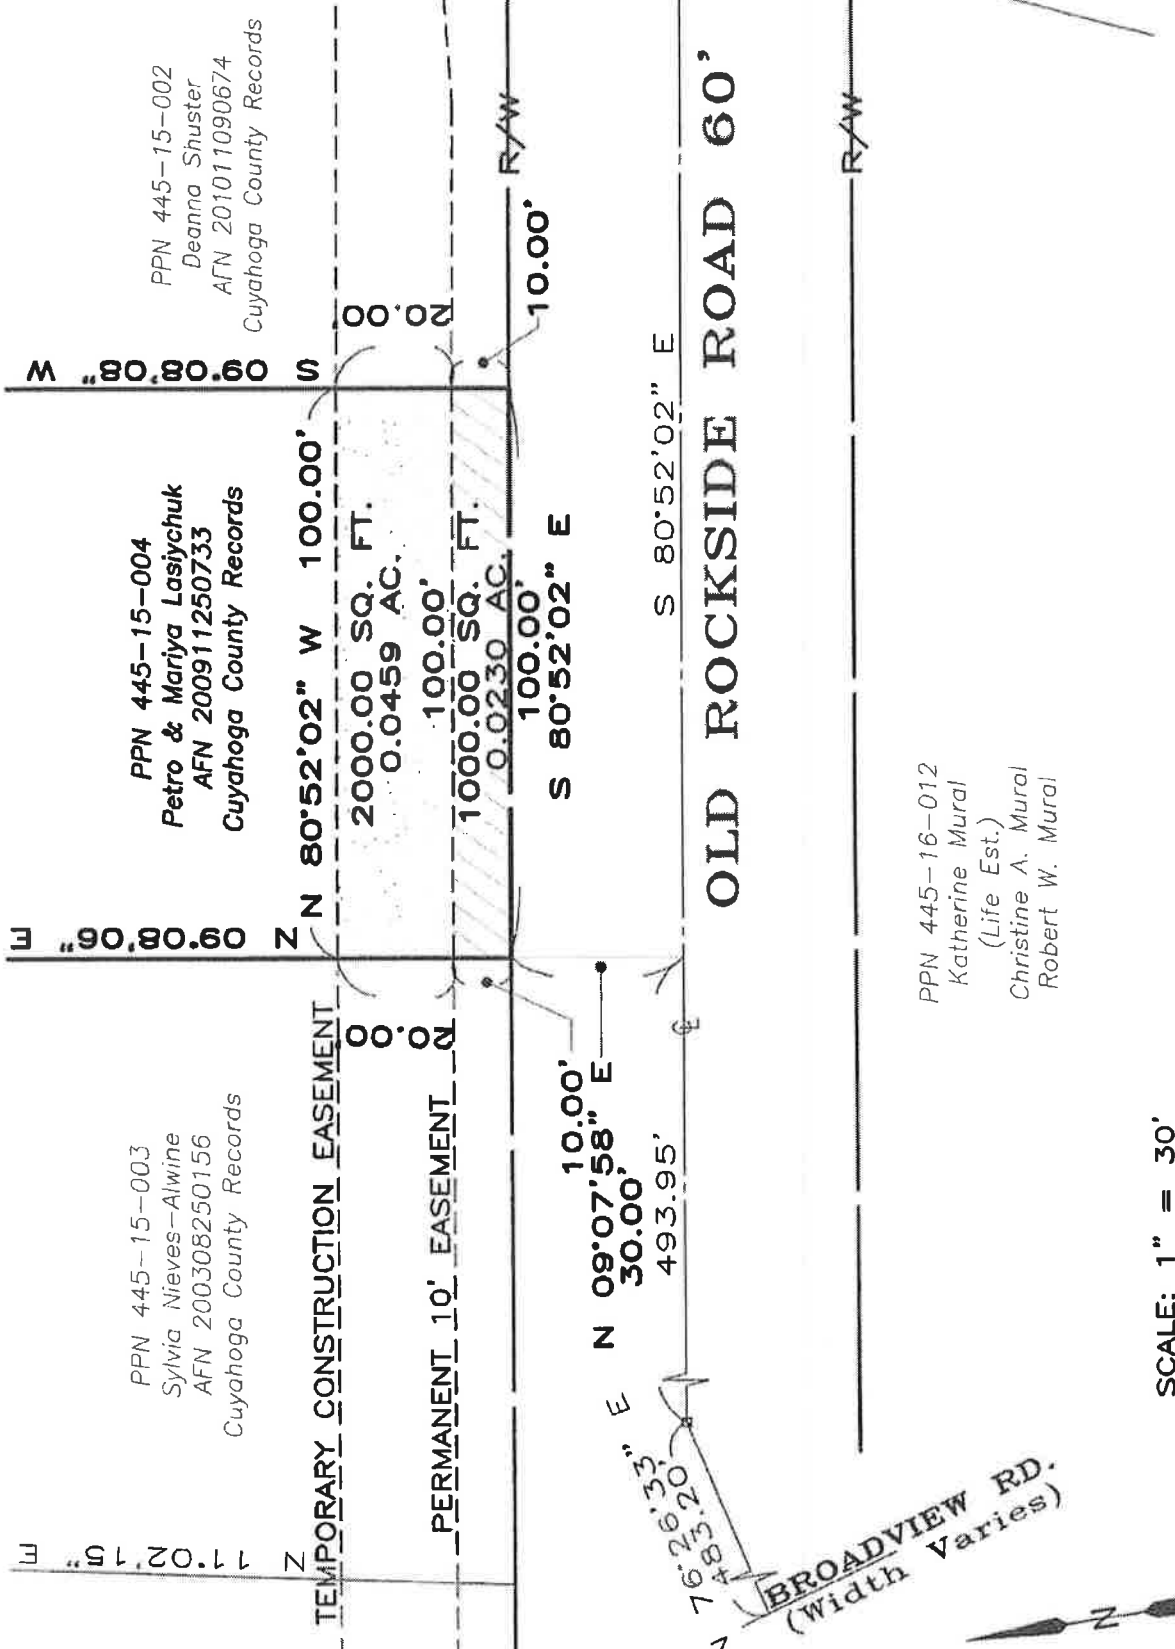 PPN 445-15-003
Sylvia Nieves-Alwine
AFN 200308250156
Cuyahoga County Records
PPN 445-15-004
Petro & Mariya Lasiychuk
AFN 200911250733
Cuyahoga County Records
PPN 445-15-002
Deanna Shuster
AFN 201011090674
Cuyahoga County Records
N 11°02'15" E
N 09°08'06" E
S 09°08'08" W
TEMPORARY CONSTRUCTION EASEMENT
N 80°52'02" W 100.00'
20.00'
2000.00 SQ. FT.
0.0459 AC.
20.00'
PERMANENT 10' EASEMENT
100.00'
1000.00 SQ. FT.
0.0230 AC.
R/W
10.00'
100.00'
10.00'
S 80°52'02" E
N 09°07'58" E
30.00'
493.95'
S 80°52'02" E
N 76°26'33" E
483.20'
OLD ROCKSIDE ROAD 60'
R/W
BROADVIEW RD.
(Width Varies)
PPN 445-16-012
Katherine Mural
(Life Est.)
Christine A. Mural
Robert W. Mural
N
SCALE: 1" = 30'